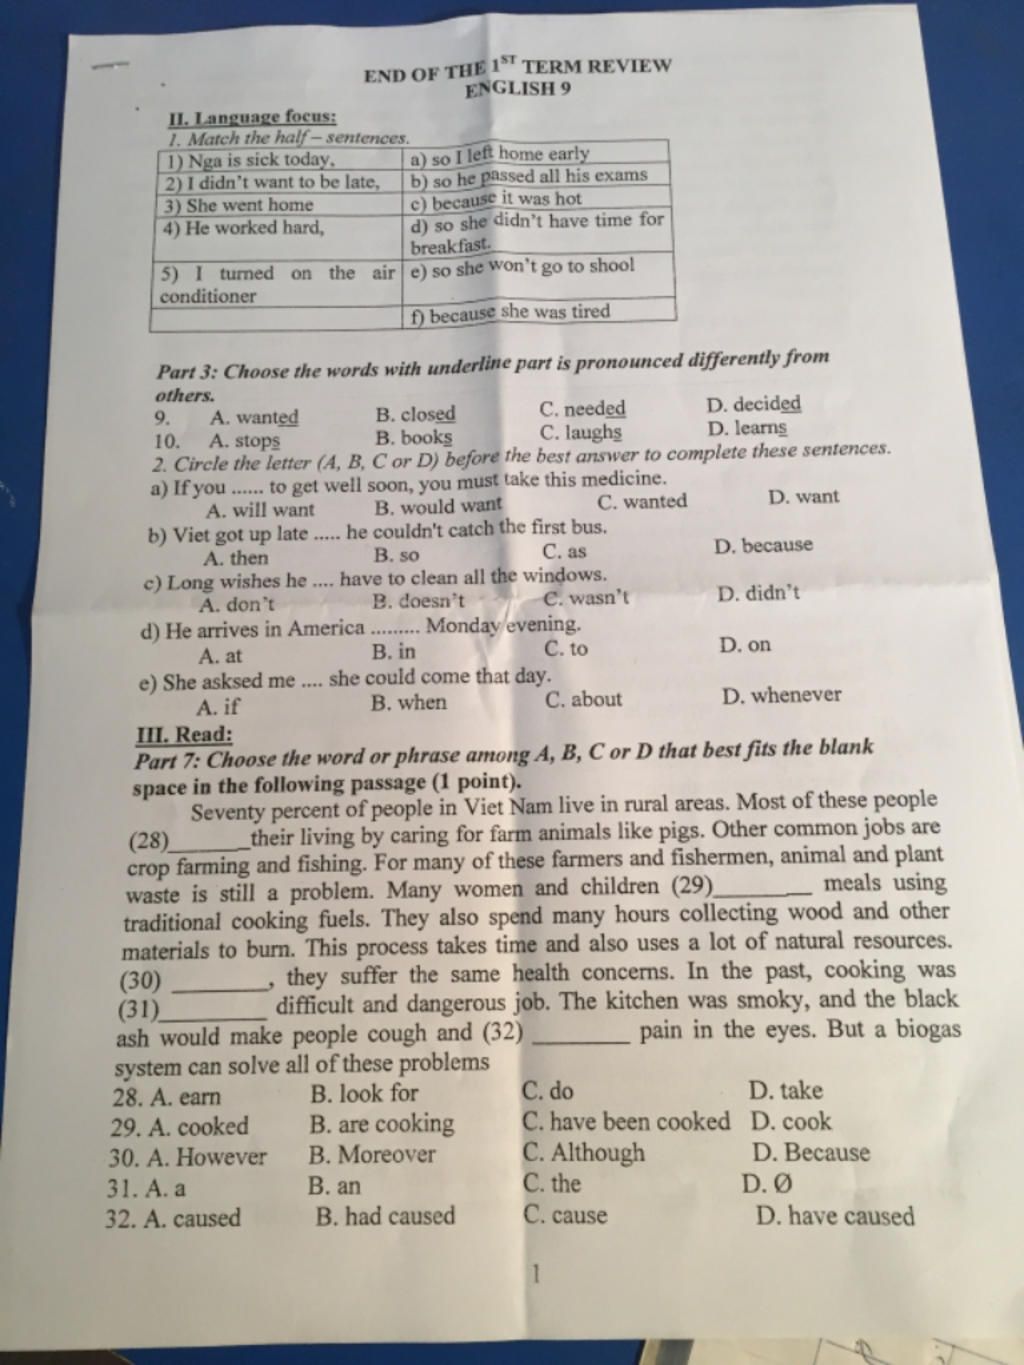 END OF THE 1ST TERM REVIEW
ENGLISH 9
II. Language focus:
1. Match the half – sentences.
1) Nga is sick today, a) so I left home early
2) I didn't want to be late, b) so he passed all his exams
3) She went home c) because it was hot
4) He worked hard, d) so she didn't have time for
breakfast.
5) I turned on the air e) so she won't go to shool
conditioner
f) because she was tired
Part 3: Choose the words with underline part is pronounced differently from
others.
9. A. wanted B. closed C. needed D. decided
10. A. stops B. books C. laughs D. learns
2. Circle the letter (A, B, C or D) before the best answer to complete these sentences.
a) If you ...... to get well soon, you must take this medicine.
A. will want B. would want C. wanted D. want
b) Viet got up late ..... he couldn't catch the first bus.
A. then B. so C. as D. because
c) Long wishes he .... have to clean all the windows.
A. don't B. doesn't C. wasn't D. didn't
d) He arrives in America ......... Monday evening.
A. at B. in C. to D. on
e) She asksed me .... she could come that day.
A. if B. when C. about D. whenever
III. Read:
Part 7: Choose the word or phrase among A, B, C or D that best fits the blank
space in the following passage (1 point).
Seventy percent of people in Viet Nam live in rural areas. Most of these people
(28)________their living by caring for farm animals like pigs. Other common jobs are
crop farming and fishing. For many of these farmers and fishermen, animal and plant
waste is still a problem. Many women and children (29)_________ meals using
traditional cooking fuels. They also spend many hours collecting wood and other
materials to burn. This process takes time and also uses a lot of natural resources.
(30) _________, they suffer the same health concerns. In the past, cooking was
(31)__________ difficult and dangerous job. The kitchen was smoky, and the black
ash would make people cough and (32) _________ pain in the eyes. But a biogas
system can solve all of these problems
28. A. earn B. look for C. do D. take
29. A. cooked B. are cooking C. have been cooked D. cook
30. A. However B. Moreover C. Although D. Because
31. A. a B. an C. the D. Ø
32. A. caused B. had caused C. cause D. have caused
1